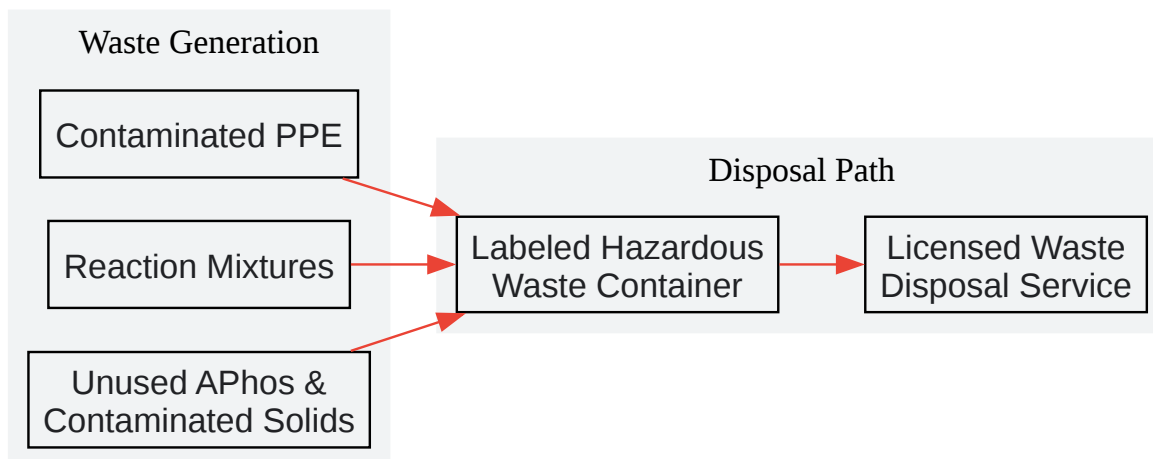 Waste Generation
Contaminated PPE
Reaction Mixtures
Unused APhos &
Contaminated Solids
Disposal Path
Labeled Hazardous
Waste Container
Licensed Waste
Disposal Service